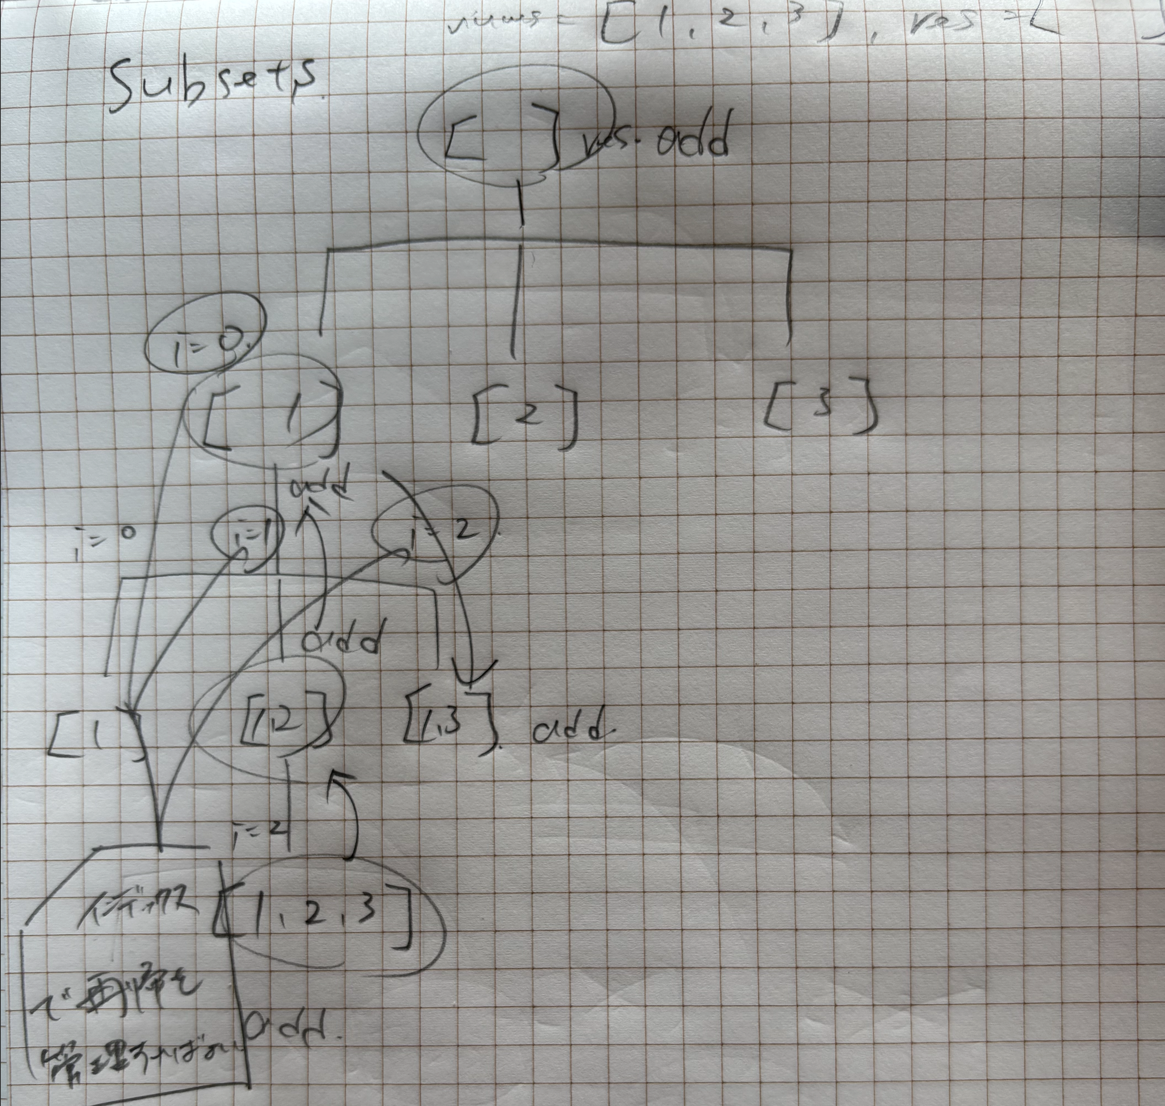 nums = [1, 2, 3], res = [ ]
Subsets
[ ] res. add
i=0
[ 1]
[2]
[3]
add
i=0
i=1
i=2
add
[1]
[1,2]
[1,3]. add.
i=2
インデックス
[1, 2, 3]
で再帰を
add.
管理すればいい